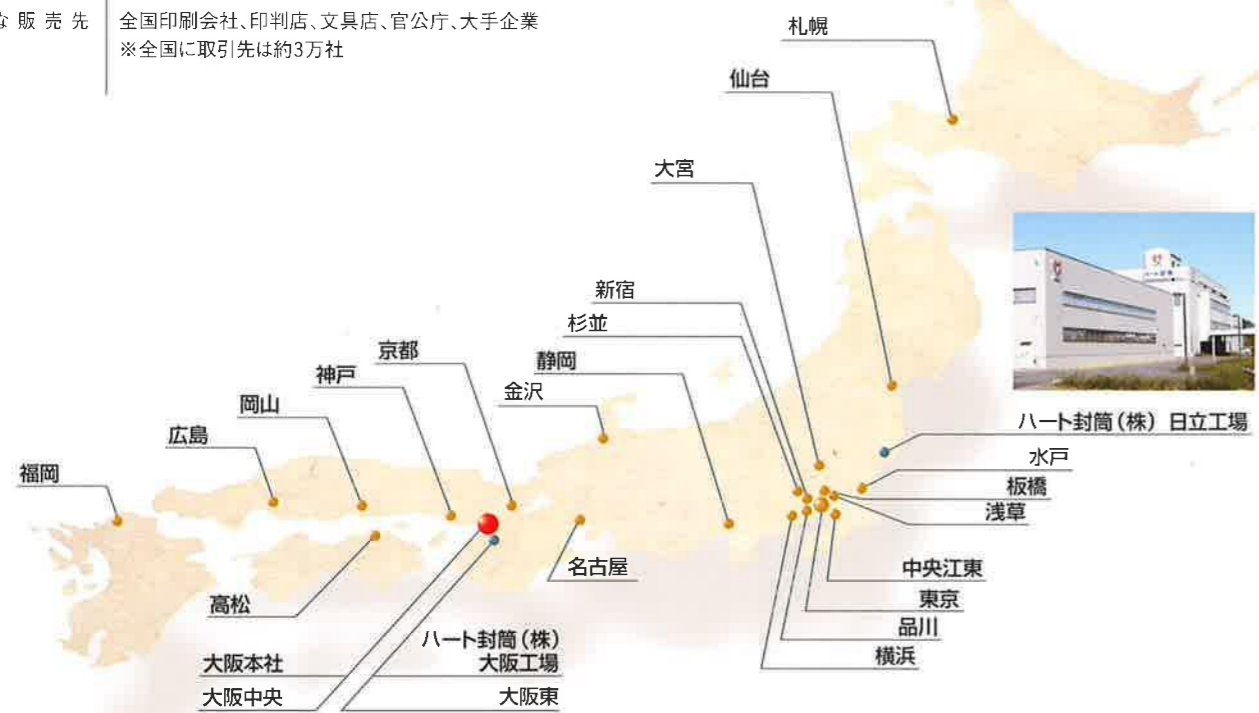 な販売先
全国印刷会社、印判店、文具店、官公庁、大手企業
※全国に取引先は約3万社
札幌
仙台
大宮
新宿
杉並
京都
静岡
神戸
金沢
岡山
広島
福岡
ハート封筒(株) 日立工場
水戸
板橋
浅草
名古屋
中央江東
高松
東京
品川
ハート封筒(株)
大阪本社
大阪工場
横浜
大阪中央
大阪東